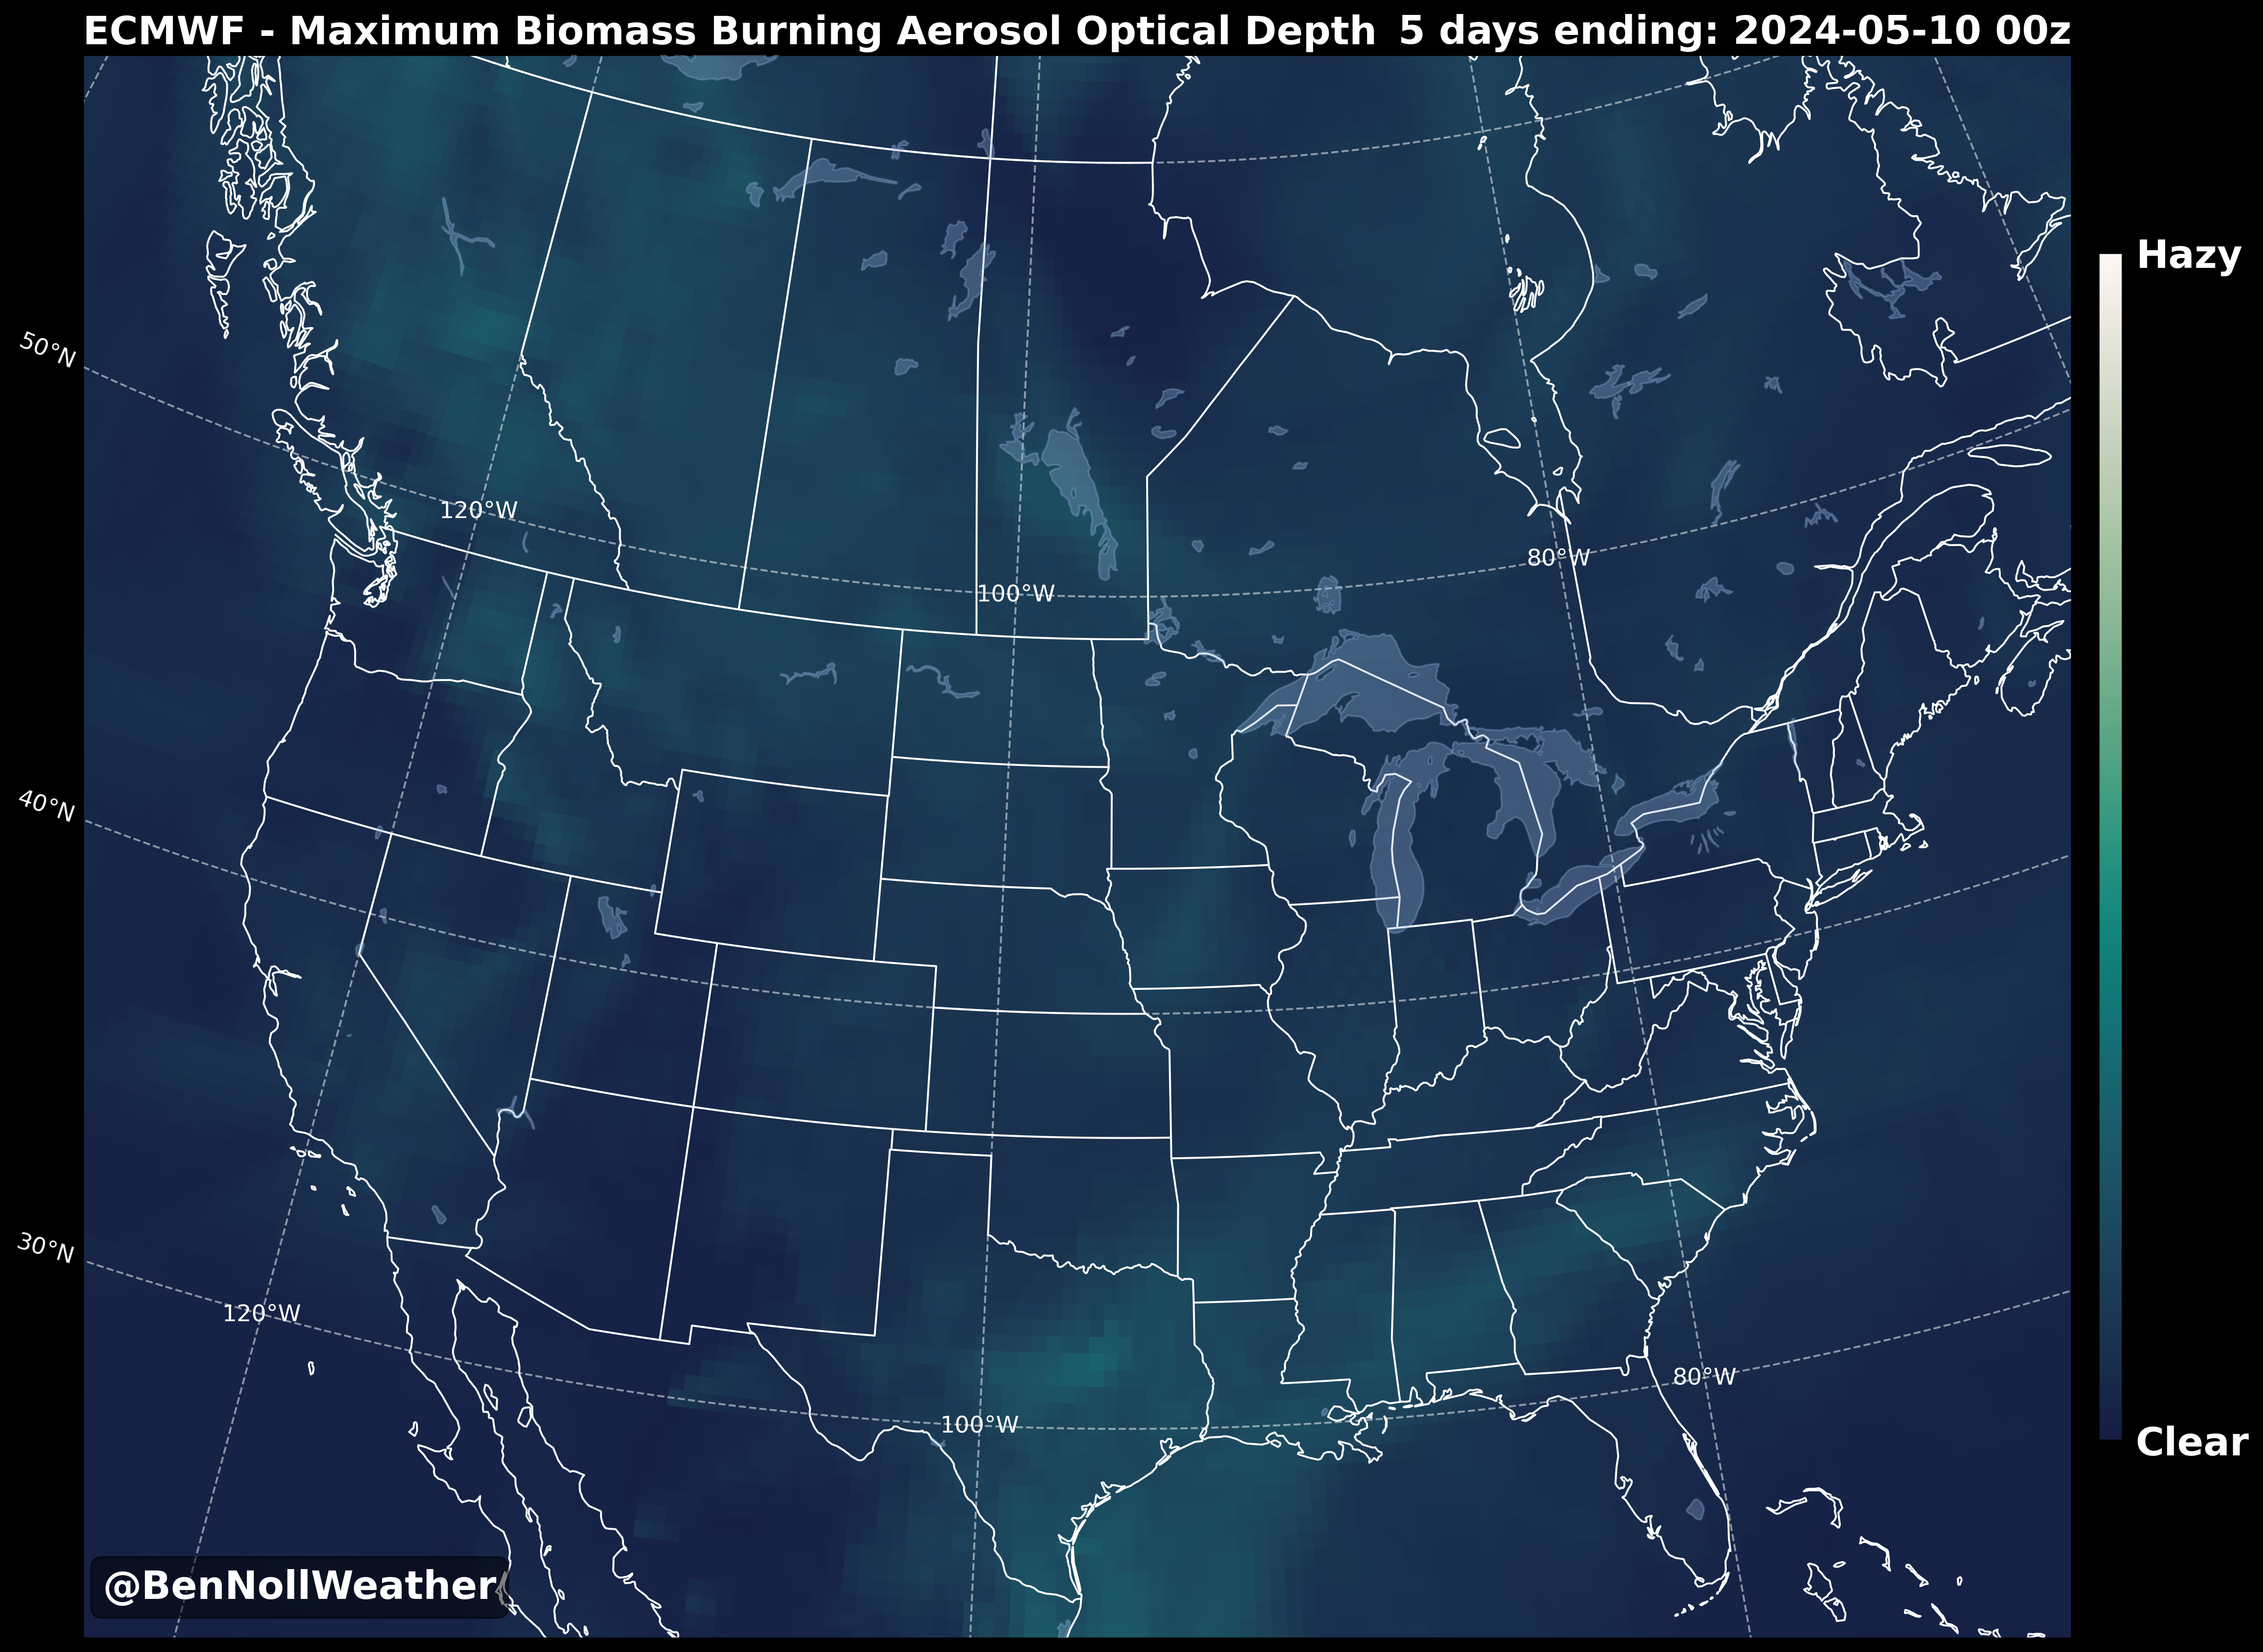 ECMWF - Maximum Biomass Burning Aerosol Optical Depth 5 days ending: 2024-05-10 00z
Hazy
50°N
120°W
80°W
100°W
40°N
30°N
120°W
80°W
100°W
Clear
@BenNollWeather